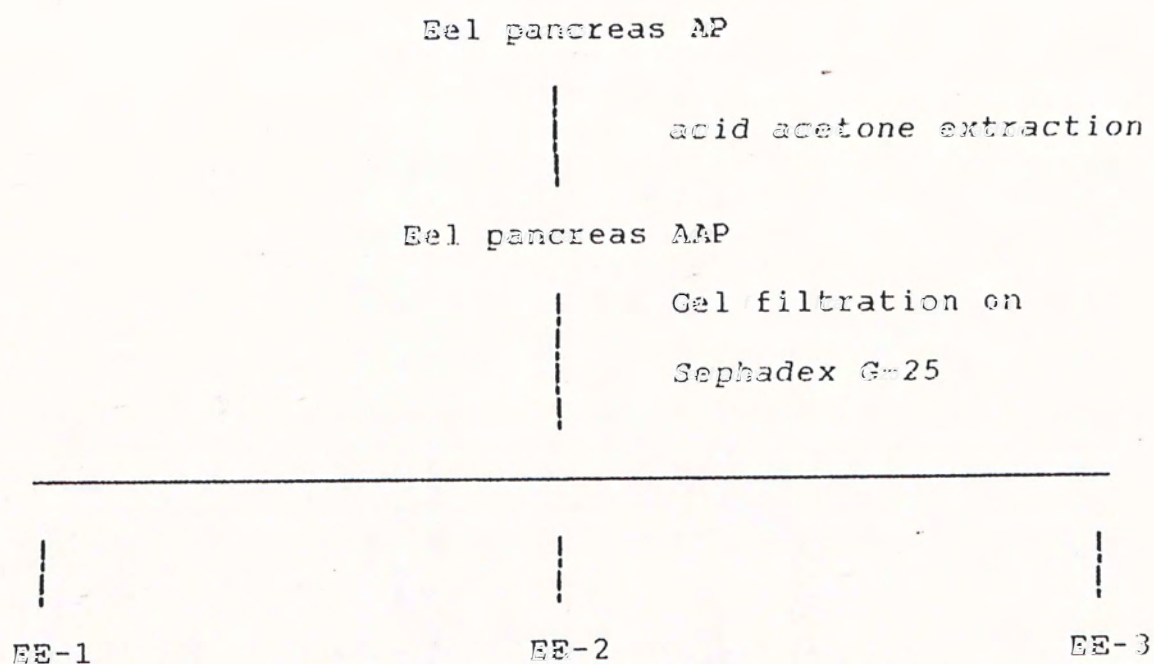 Eel pancreas AP
acid acetone extraction
Eel pancreas AAP
Gel filtration on
Sephadex G-25
EE-1 EE-2 EE-3